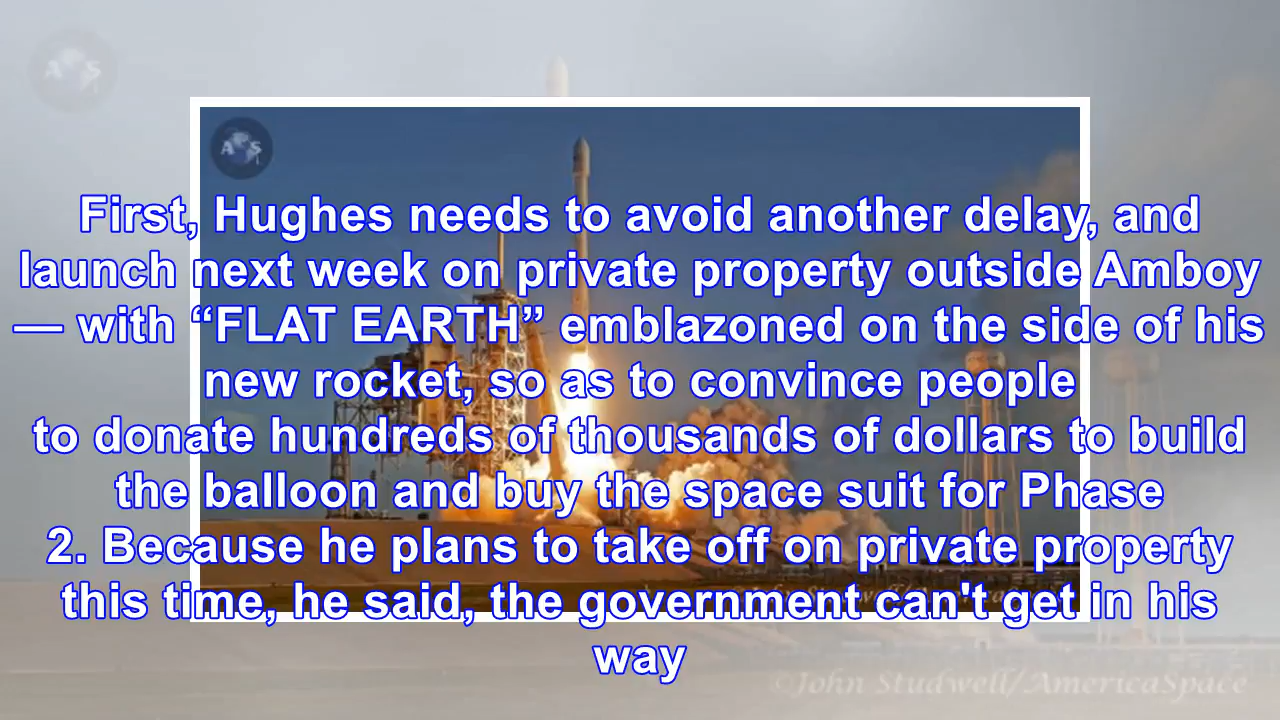 APS
APS
First, Hughes needs to avoid another delay, and
launch next week on private property outside Amboy
— with “FLAT EARTH” emblazoned on the side of his
new rocket, so as to convince people
to donate hundreds of thousands of dollars to build
the balloon and buy the space suit for Phase
2. Because he plans to take off on private property
this time, he said, the government can't get in his
way
©John Studwell/AmericaSpace